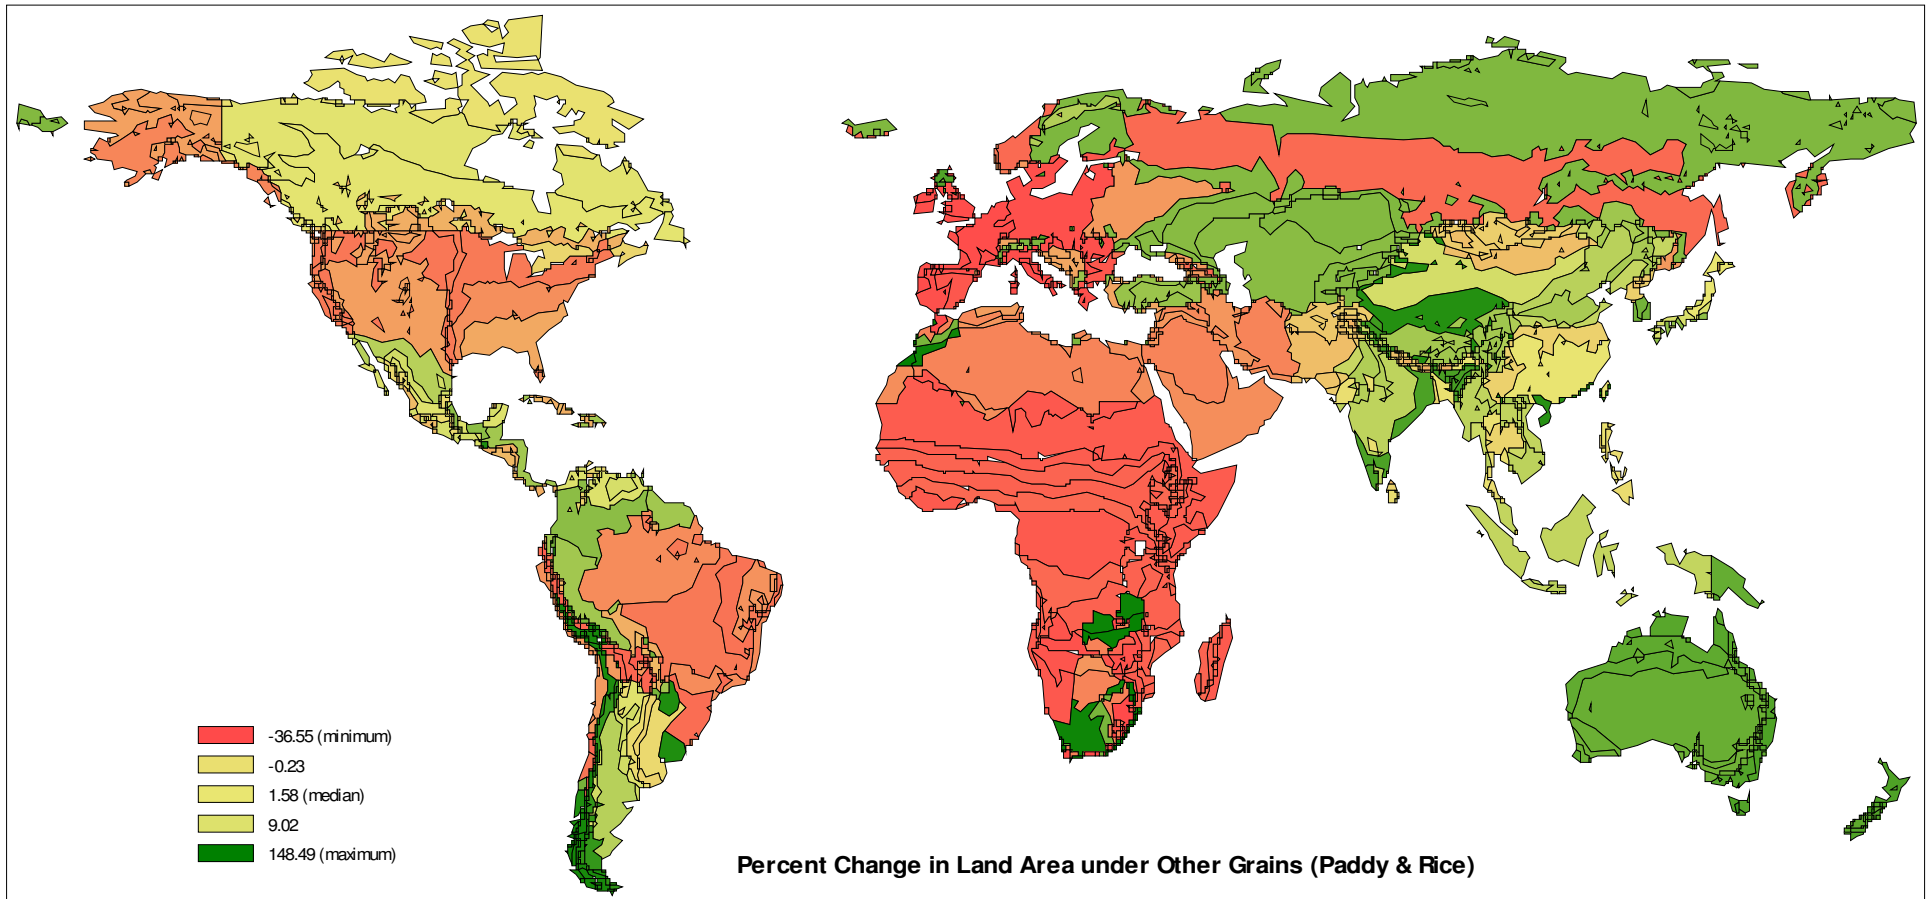 -36.55 (minimum)
-0.23
1.58 (median)
9.02
148.49 (maximum)
Percent Change in Land Area under Other Grains (Paddy & Rice)